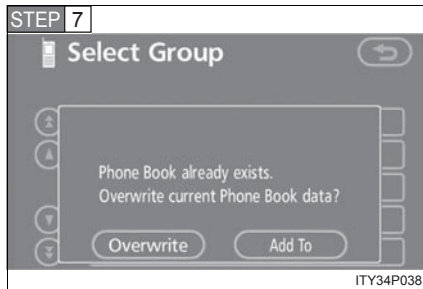 STEP 7
Select Group
Phone Book already exists.
Overwrite current Phone Book data?
Overwrite Add To
ITY34P038